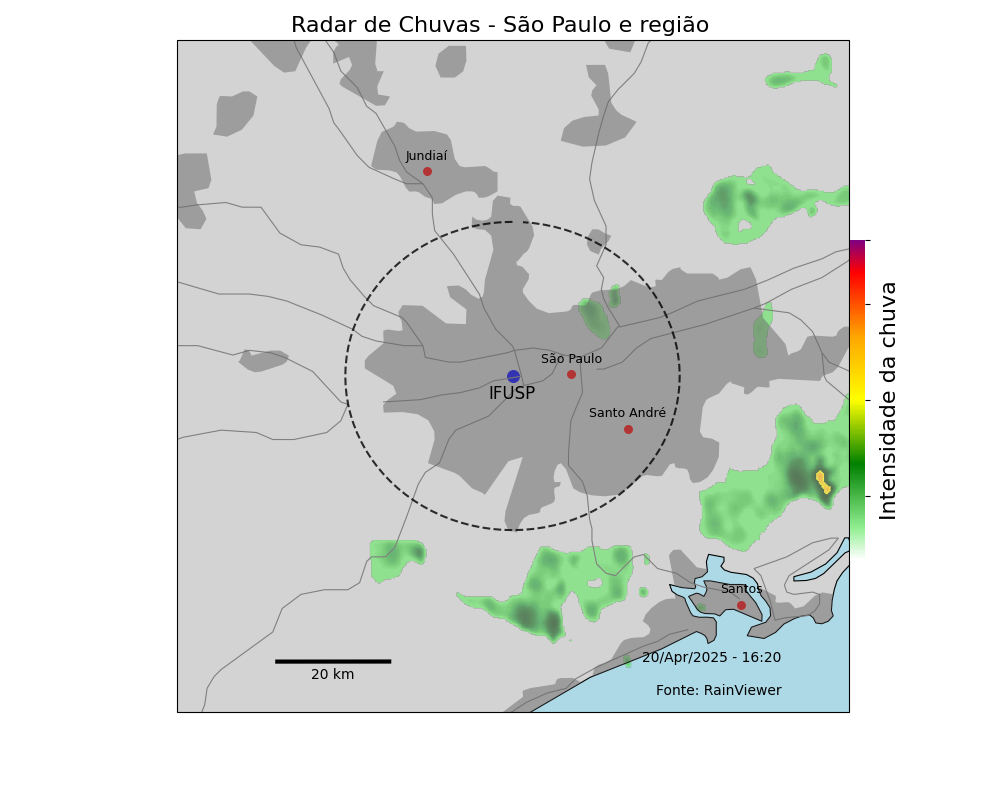 Radar de Chuvas - São Paulo e região
Jundiaí
São Paulo
IFUSP
Santo André
Intensidade da chuva
Santos
20/Apr/2025 - 16:20
20 km
Fonte: RainViewer